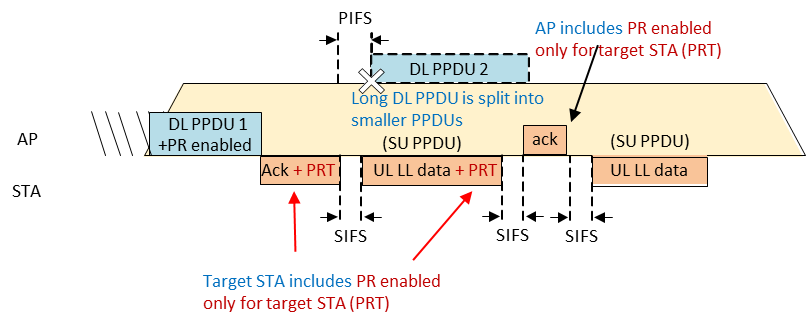 PIFS
AP includes PR enabled
only for target STA (PRT)
DL PPDU 2
Long DL PPDU is split into
smaller PPDUs
DL PPDU 1
+PR enabled
(SU PPDU)
ack
(SU PPDU)
AP
Ack + PRT
UL LL data + PRT
UL LL data
STA
SIFS
SIFS
SIFS
Target STA includes PR enabled
only for target STA (PRT)